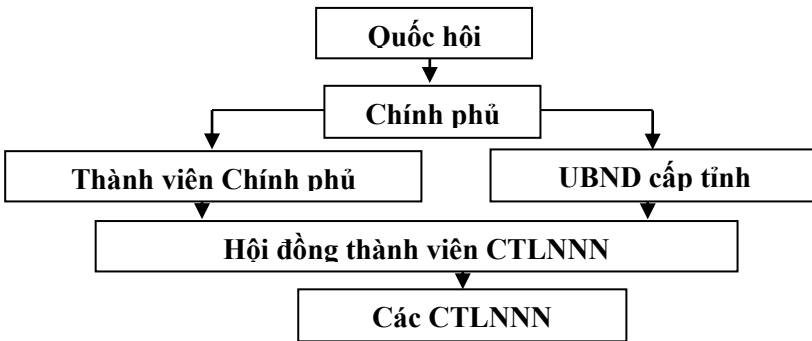 Quốc hội
Chính phủ
Thành viên Chính phủ
UBND cấp tỉnh
Hội đồng thành viên CTLNNN
Các CTLNNN